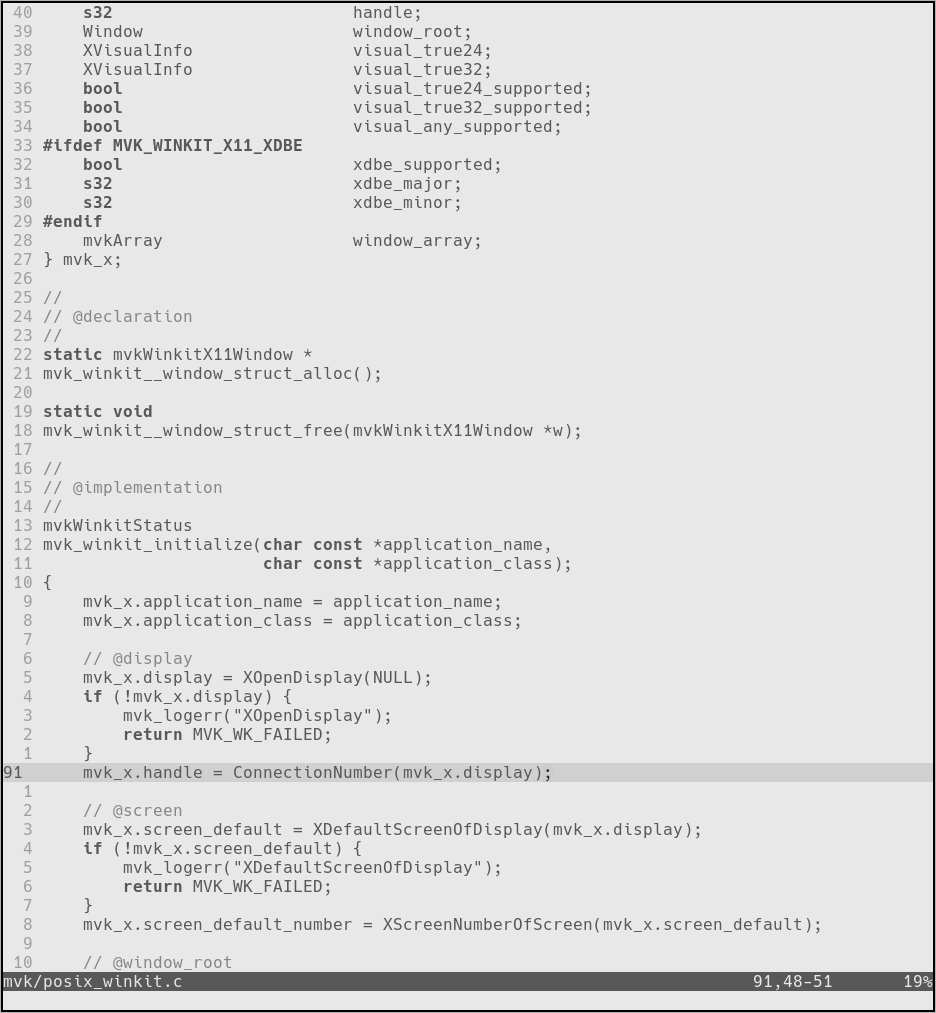 40     s32                        handle;
39     Window                     window_root;
38     XVisualInfo                visual_true24;
37     XVisualInfo                visual_true32;
36     bool                       visual_true24_supported;
35     bool                       visual_true32_supported;
34     bool                       visual_any_supported;
33 #ifdef MVK_WINKIT_X11_XDBE
32     bool                       xdbe_supported;
31     s32                        xdbe_major;
30     s32                        xdbe_minor;
29 #endif
28     mvkArray                   window_array;
27 } mvk_x;
26
25 //
24 // @declaration
23 //
22 static mvkWinkitX11Window *
21 mvk_winkit__window_struct_alloc();
20
19 static void
18 mvk_winkit__window_struct_free(mvkWinkitX11Window *w);
17
16 //
15 // @implementation
14 //
13 mvkWinkitStatus
12 mvk_winkit_initialize(char const *application_name,
11                       char const *application_class);
10 {
 9     mvk_x.application_name = application_name;
 8     mvk_x.application_class = application_class;
 7
 6     // @display
 5     mvk_x.display = XOpenDisplay(NULL);
 4     if (!mvk_x.display) {
 3         mvk_logerr("XOpenDisplay");
 2         return MVK_WK_FAILED;
 1     }
91      mvk_x.handle = ConnectionNumber(mvk_x.display);
 1
 2     // @screen
 3     mvk_x.screen_default = XDefaultScreenOfDisplay(mvk_x.display);
 4     if (!mvk_x.screen_default) {
 5         mvk_logerr("XDefaultScreenOfDisplay");
 6         return MVK_WK_FAILED;
 7     }
 8     mvk_x.screen_default_number = XScreenNumberOfScreen(mvk_x.screen_default);
 9
10     // @window_root
mvk/posix_winkit.c                                                         91,48-51       19%